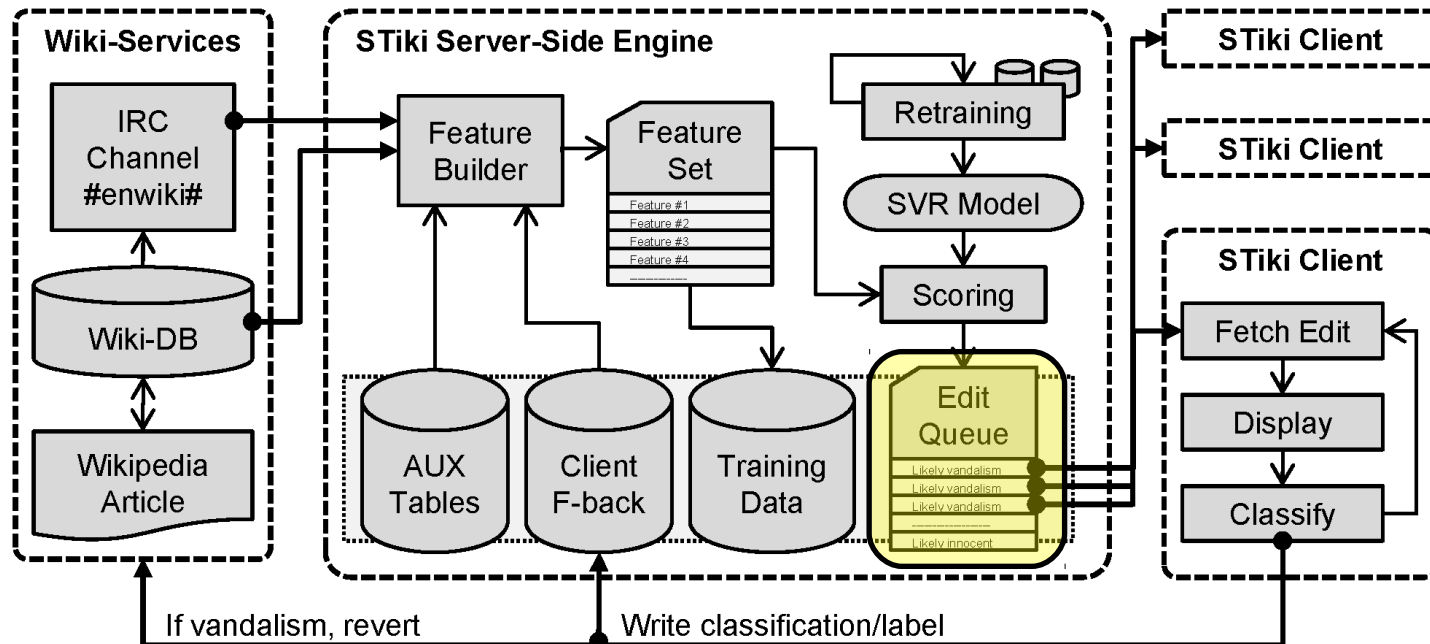 Wiki-Services
IRC
Channel
#enwiki#
Wiki-DB
Wikipedia
Article
STiki Server-Side Engine
Feature
Builder
Feature
Set
Feature #1
Feature #2
Feature #3
Feature #4
Retraining
SVR Model
Scoring
AUX
Tables
Client
F-back
Training
Data
Edit
Queue
Likely vandalism
Likely vandalism
Likely vandalism
Likely innocent
STiki Client
STiki Client
STiki Client
Fetch Edit
Display
Classify
If vandalism, revert
Write classification/label